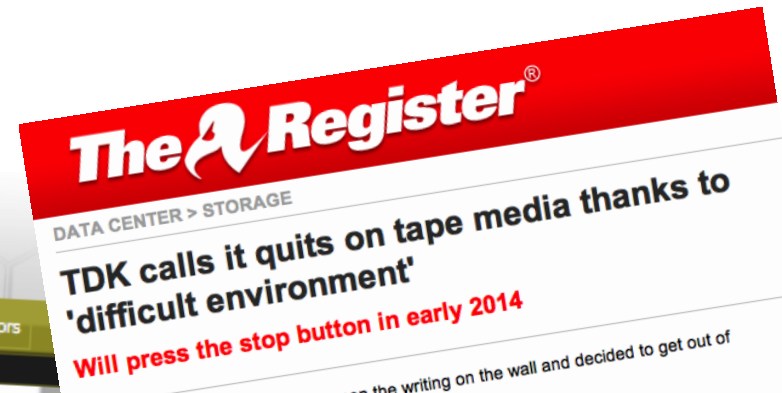 The Register®
DATA CENTER > STORAGE
TDK calls it quits on tape media thanks to
'difficult environment'
Will press the stop button in early 2014
the writing on the wall and decided to get out of
ors